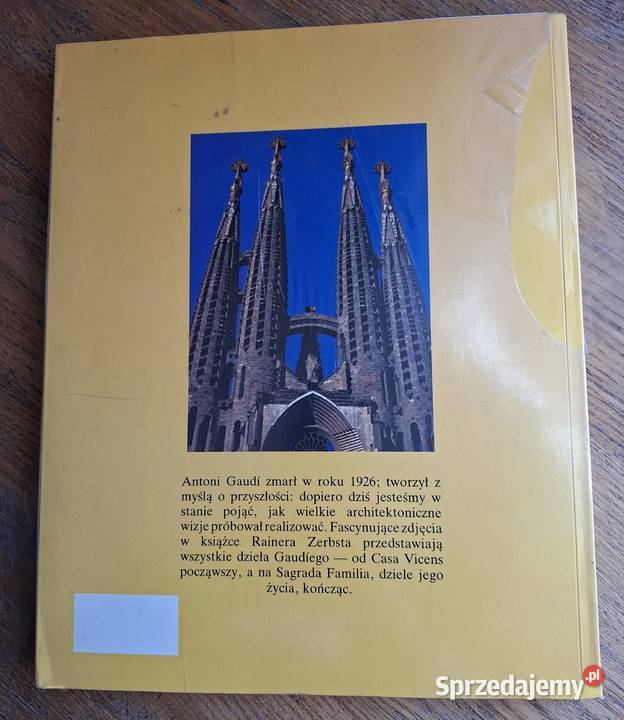 Antoni Gaudí zmarł w roku 1926; tworzył z
myślą o przyszłości: dopiero dziś jesteśmy w
stanie pojąć, jak wielkie architektoniczne
wizje próbował realizować. Fascynujące zdjęcia
w książce Rainera Zerbsta przedstawiają
wszystkie dzieła Gaudíego — od Casa Vicens
począwszy, a na Sagrada Familia, dziele jego
życia, kończąc.
Sprzedajemy.pl